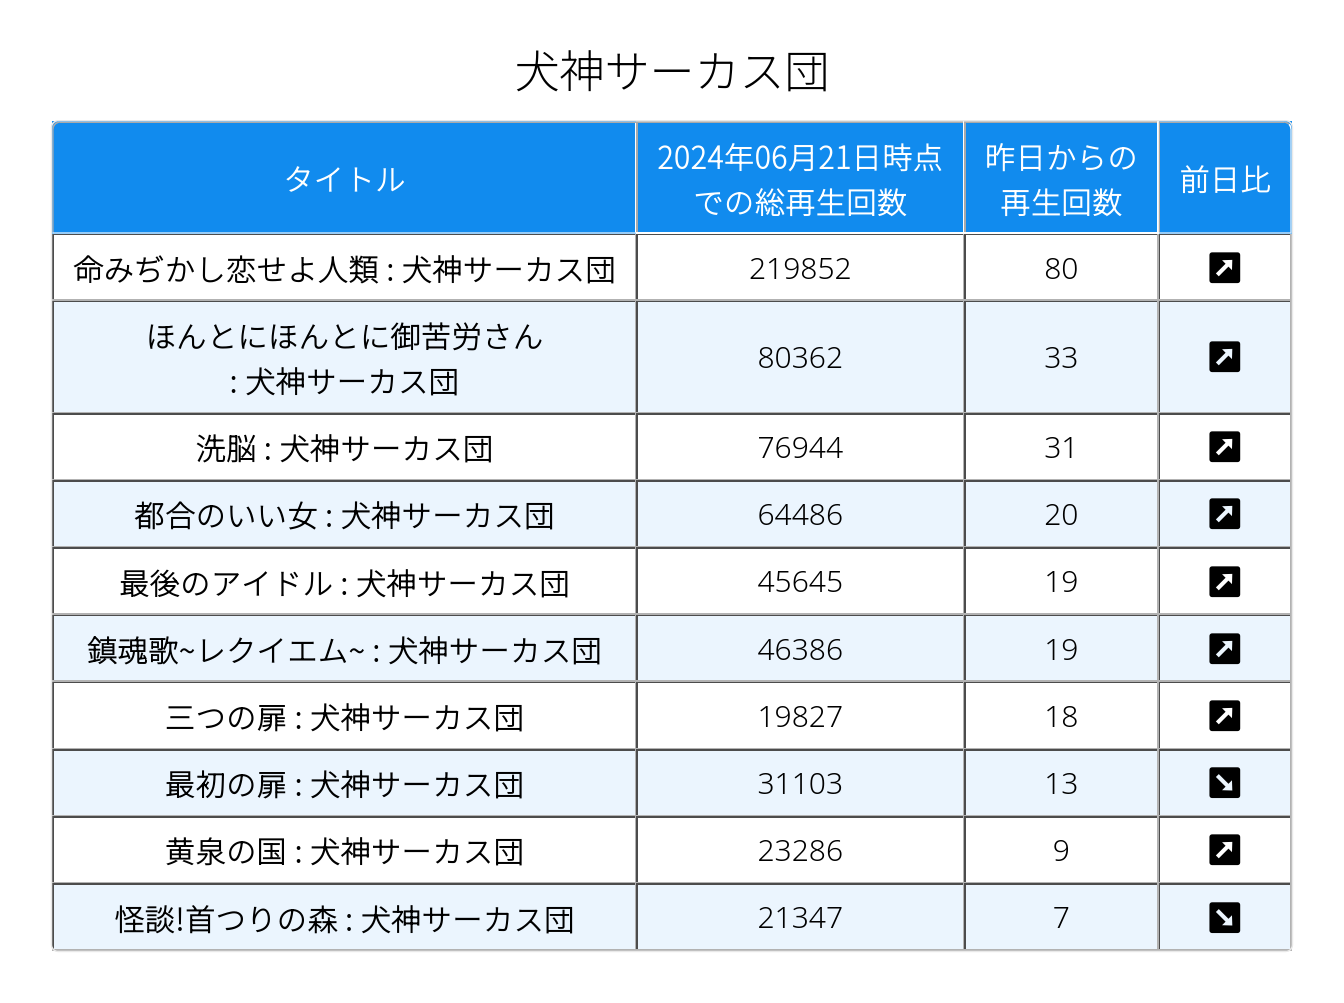 犬神サーカス団
タイトル
2024年06月21日時点
での総再生回数
昨日からの
再生回数
前日比
命みぢかし恋せよ人類 : 犬神サーカス団 219852 80 ↗
ほんとにほんとに御苦労さん
: 犬神サーカス団 80362 33 ↗
洗脳 : 犬神サーカス団 76944 31 ↗
都合のいい女 : 犬神サーカス団 64486 20 ↗
最後のアイドル : 犬神サーカス団 45645 19 ↗
鎮魂歌~レクイエム~ : 犬神サーカス団 46386 19 ↗
三つの扉 : 犬神サーカス団 19827 18 ↗
最初の扉 : 犬神サーカス団 31103 13 ↘
黄泉の国 : 犬神サーカス団 23286 9 ↗
怪談!首つりの森 : 犬神サーカス団 21347 7 ↘